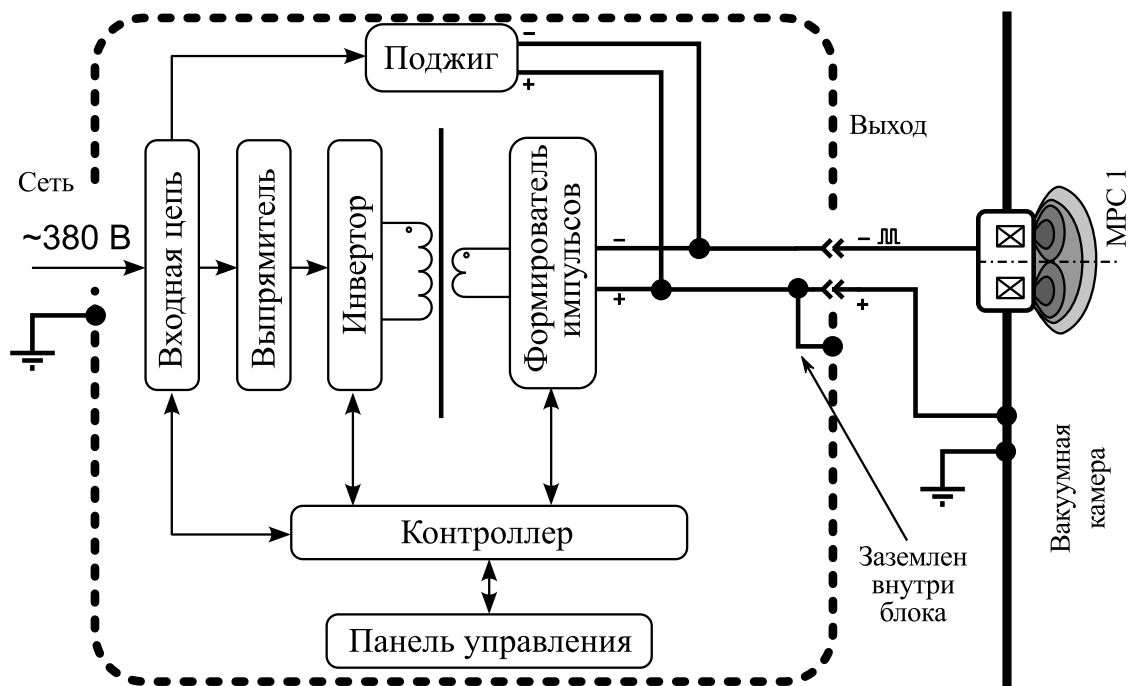 Поджиг
−
+
Выход
Сеть
~380 В
Входная цепь
Выпрямитель
Инвертор
Формирователь
импульсов
−
+
−
+
МРС 1
Контроллер
Панель управления
Заземлен
внутри
блока
Вакуумная
камера